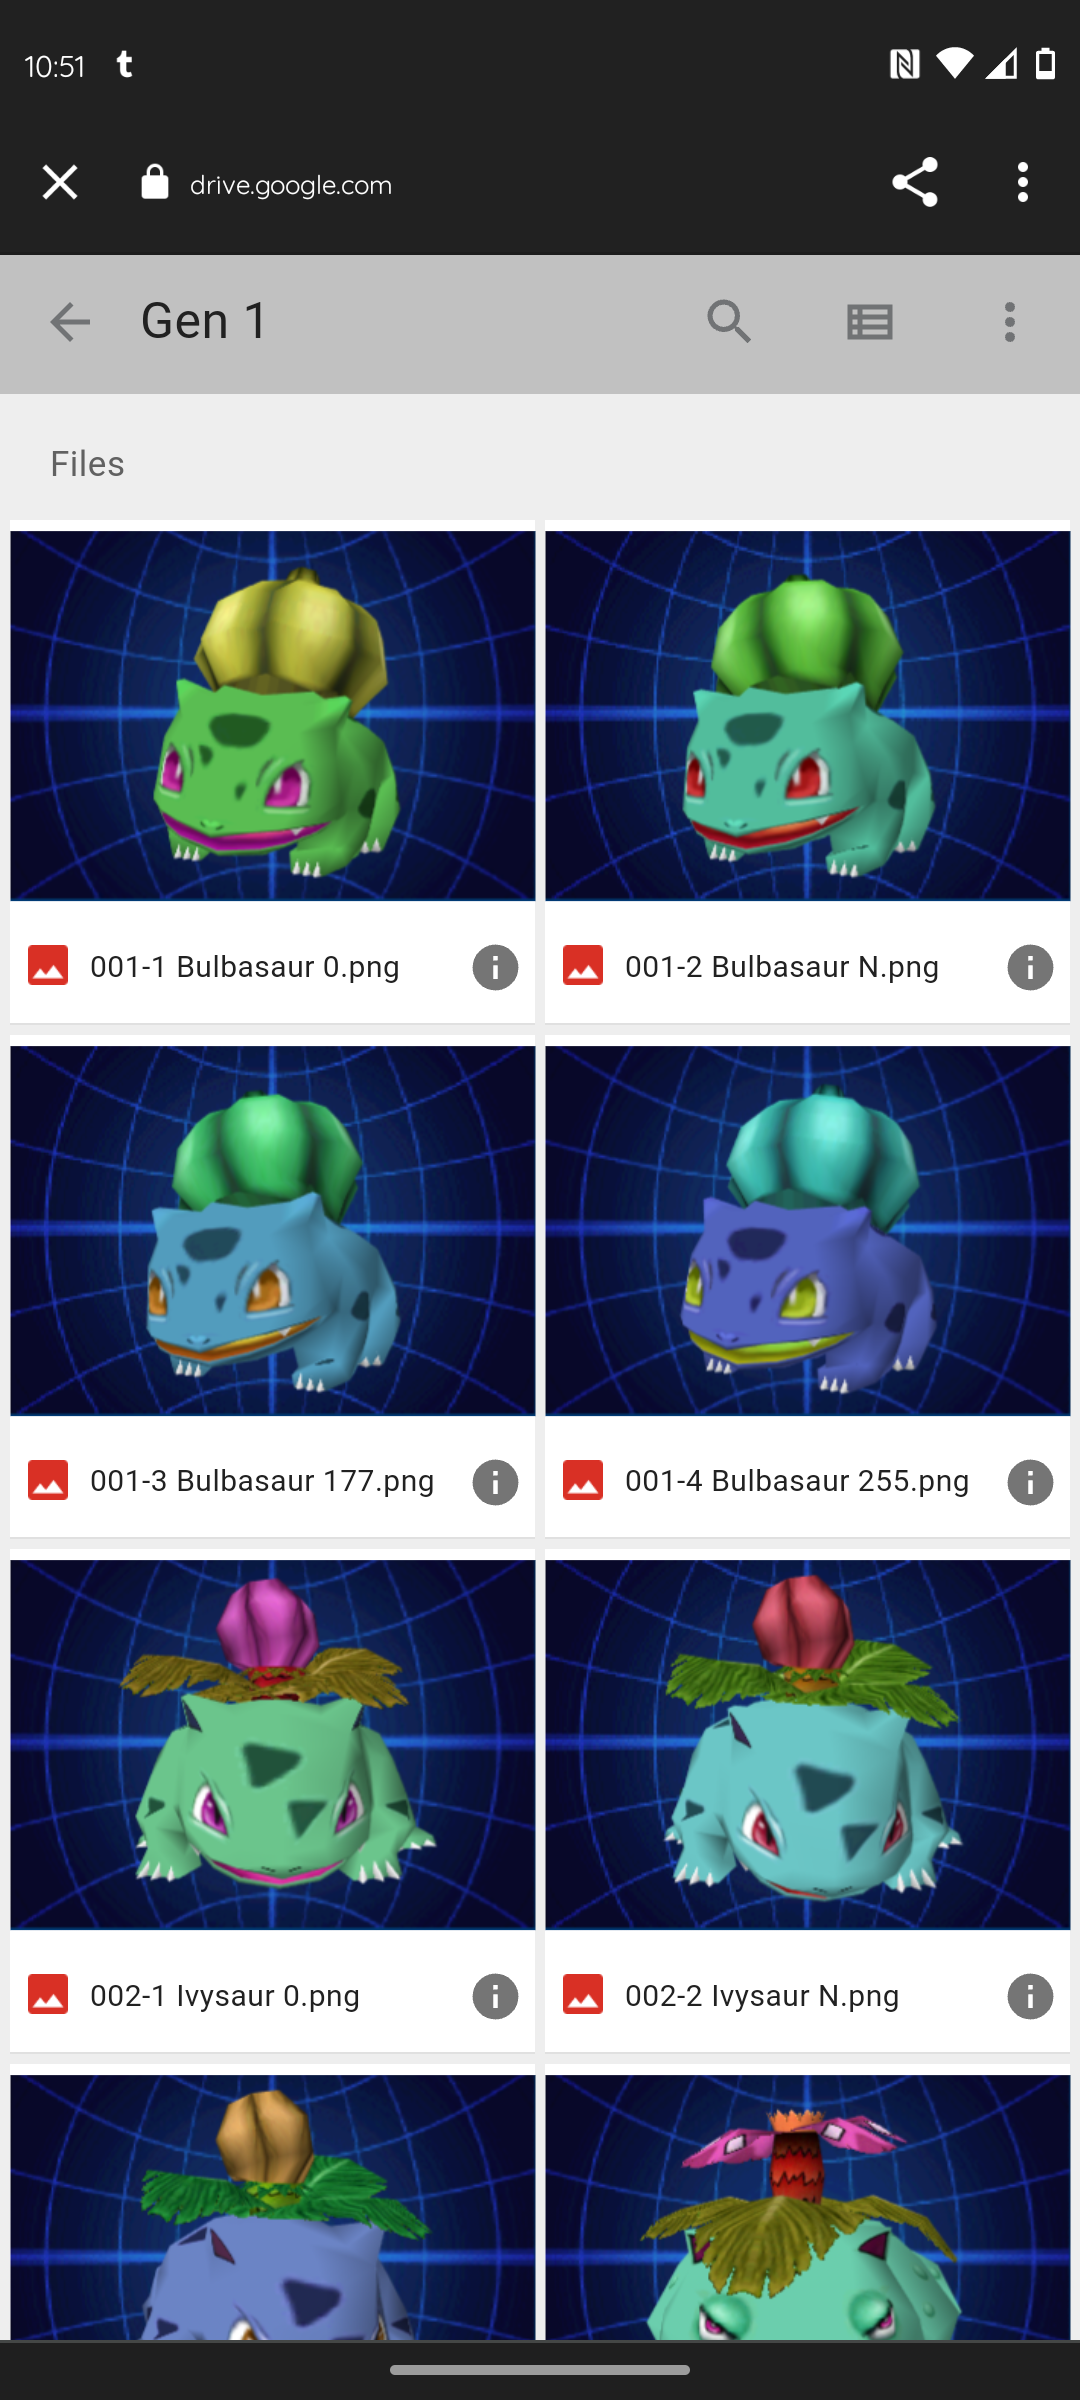 10:51
drive.google.com
Gen 1
Files
001-1 Bulbasaur 0.png
001-2 Bulbasaur N.png
001-3 Bulbasaur 177.png
001-4 Bulbasaur 255.png
002-1 Ivysaur 0.png
002-2 Ivysaur N.png